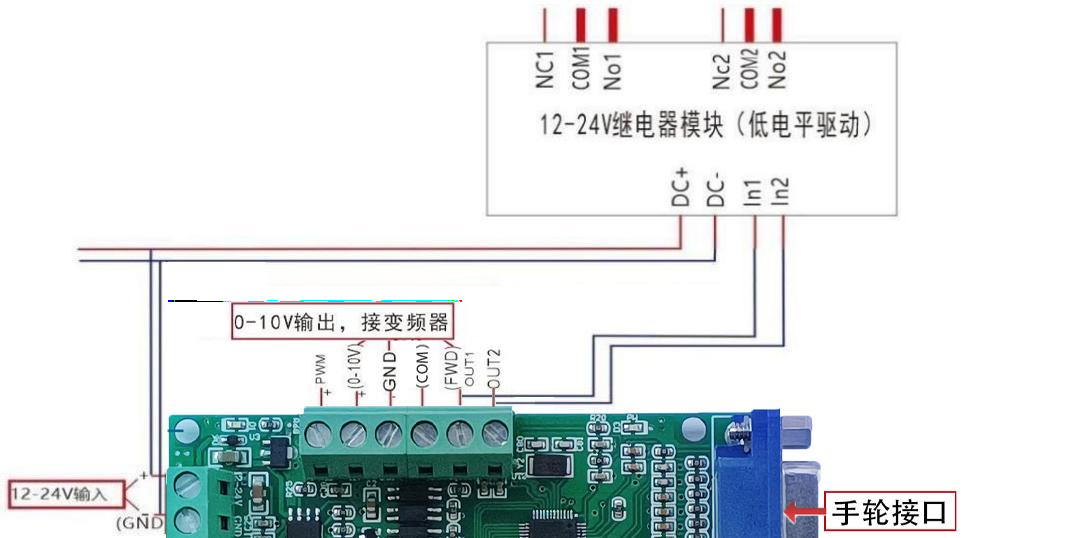 NC1 COM1 No1 Nc2 COM2 No2
12-24V继电器模块（低电平驱动）
DC+ DC- In1 In2
0-10V输出，接变频器
+ PWM
+(0-10V)
GND-
(COM)
(FWD)
OUT1
OUT2
R20
+
12-24V输入
(GND
手轮接口